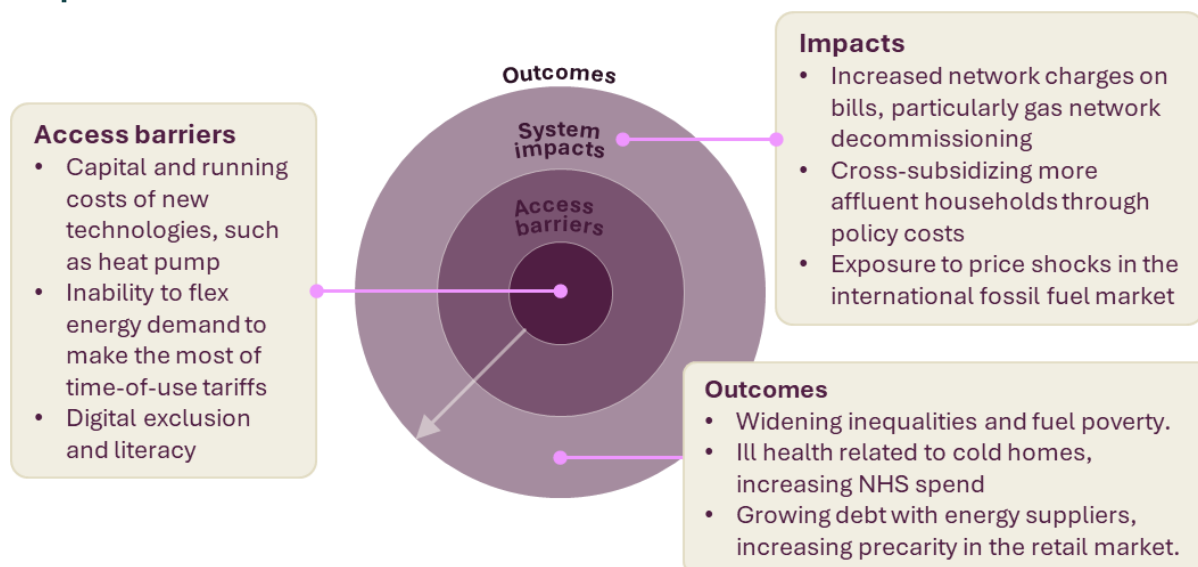 Access barriers
• Capital and running
costs of new
technologies, such
as heat pump
• Inability to flex
energy demand to
make the most of
time-of-use tariffs
• Digital exclusion
and literacy
Outcomes
System
impacts
Access
barriers
Impacts
• Increased network charges on
bills, particularly gas network
decommissioning
• Cross-subsidizing more
affluent households through
policy costs
• Exposure to price shocks in the
international fossil fuel market
Outcomes
• Widening inequalities and fuel poverty.
• Ill health related to cold homes,
increasing NHS spend
• Growing debt with energy suppliers,
increasing precarity in the retail market.